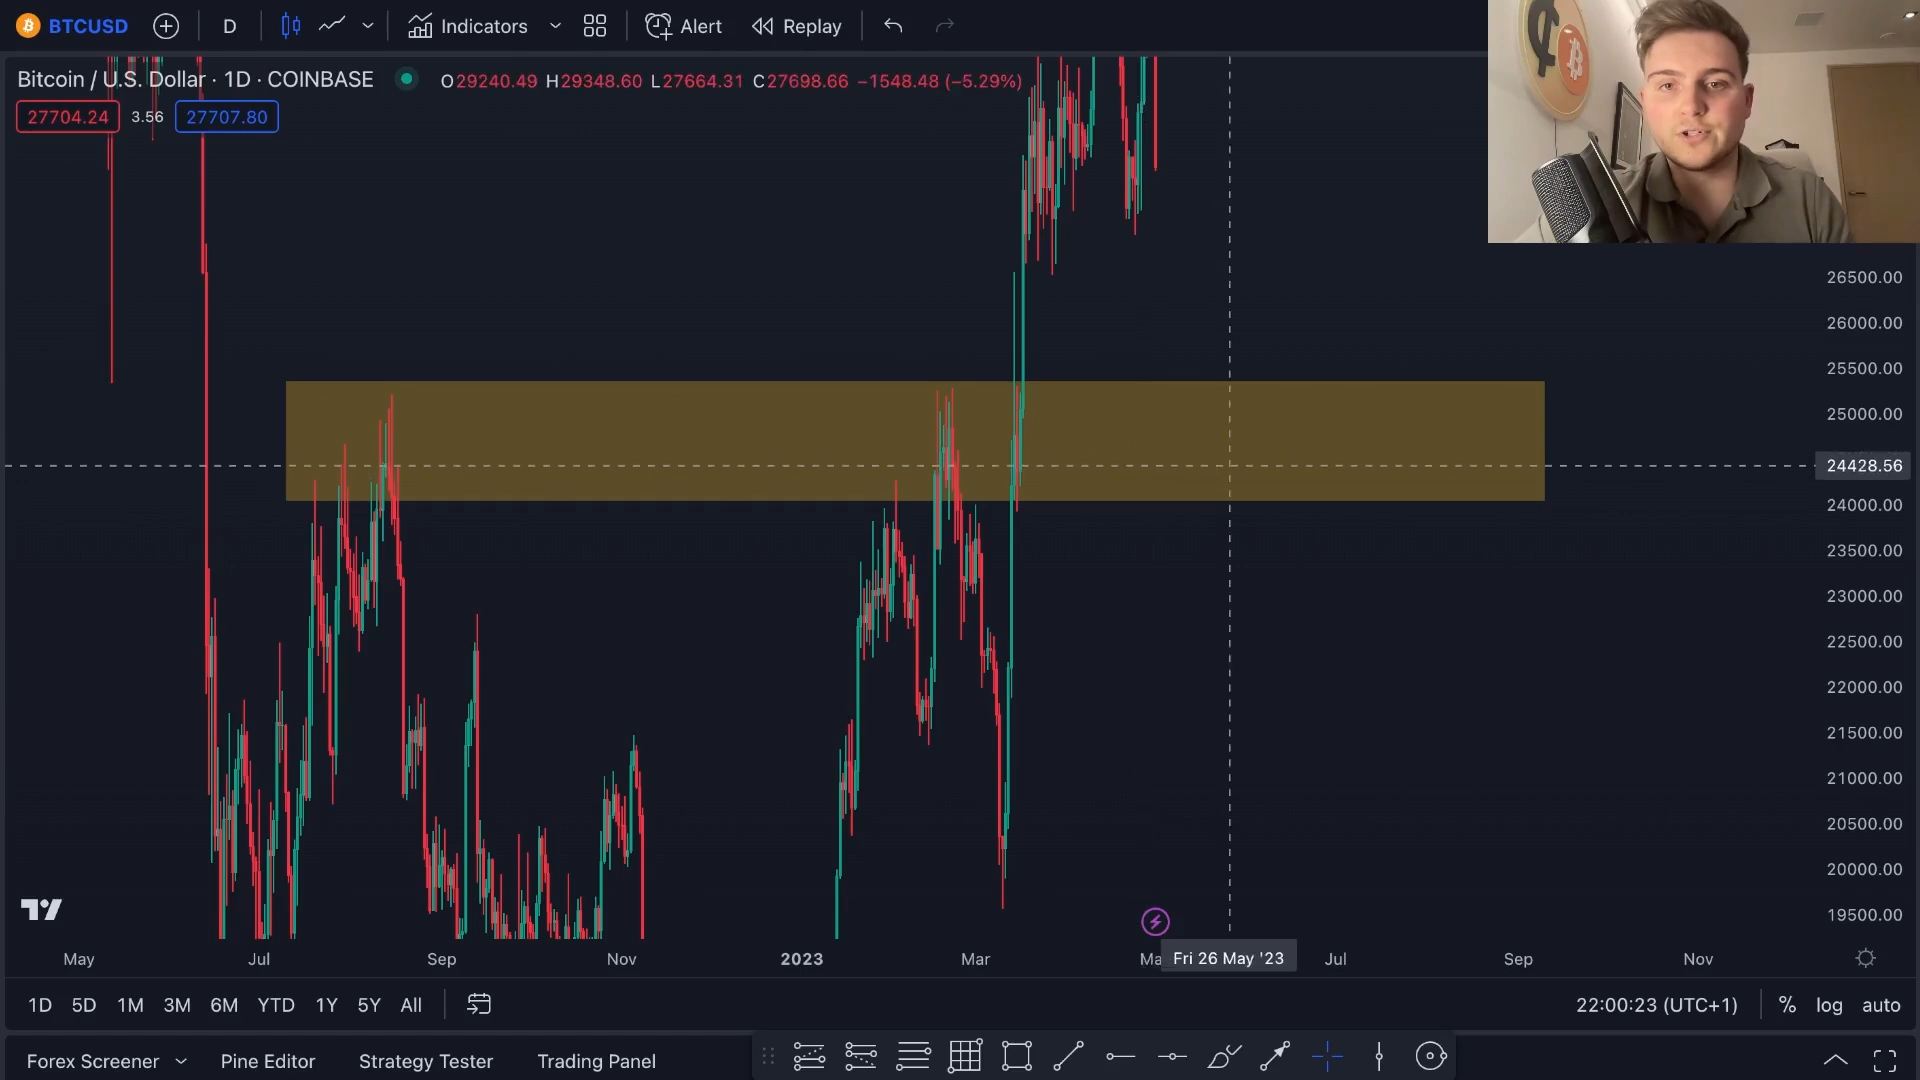 BTCUSD D Indicators Alert Replay
Bitcoin / U.S. Dollar · 1D · COINBASE O29240.49 H29348.60 L27664.31 C27698.66 −1548.48 (−5.29%)
27704.24 3.56 27707.80
26500.00
26000.00
25500.00
25000.00
24428.56
24000.00
23500.00
23000.00
22500.00
22000.00
21500.00
21000.00
20500.00
20000.00
19500.00
May Jul Sep Nov 2023 Mar Ma Fri 26 May '23 Jul Sep Nov
1D 5D 1M 3M 6M YTD 1Y 5Y All 22:00:23 (UTC+1) % log auto
Forex Screener Pine Editor Strategy Tester Trading Panel